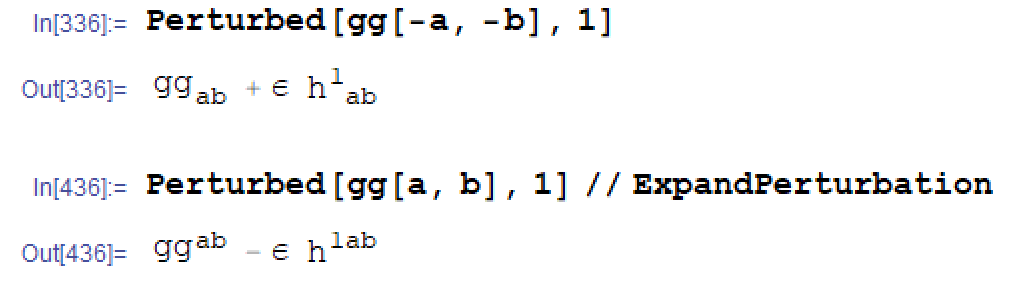 In[336]:= Perturbed[gg[-a, -b], 1]
Out[336]= gg_ab + ϵ h^1_ab
In[436]:= Perturbed[gg[a, b], 1] // ExpandPerturbation
Out[436]= gg^ab - ϵ h^1ab